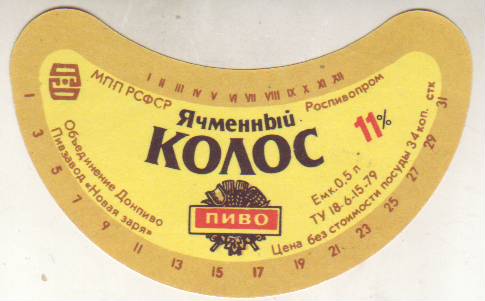 I II III IV V VI VII VIII IX X XI XII
МПП РСФСР
Роспивопром
Ячменный
КОЛОС
11%
ПИВО
Объединение Донпиво
Пивзавод «Новая заря»
Емк. 0,5 л
ТУ 18-6-15-79
Цена без стоимости посуды 34 коп. стк
1 3 5 7 9 11 13 15 17 19 21 23 25 27 29 31